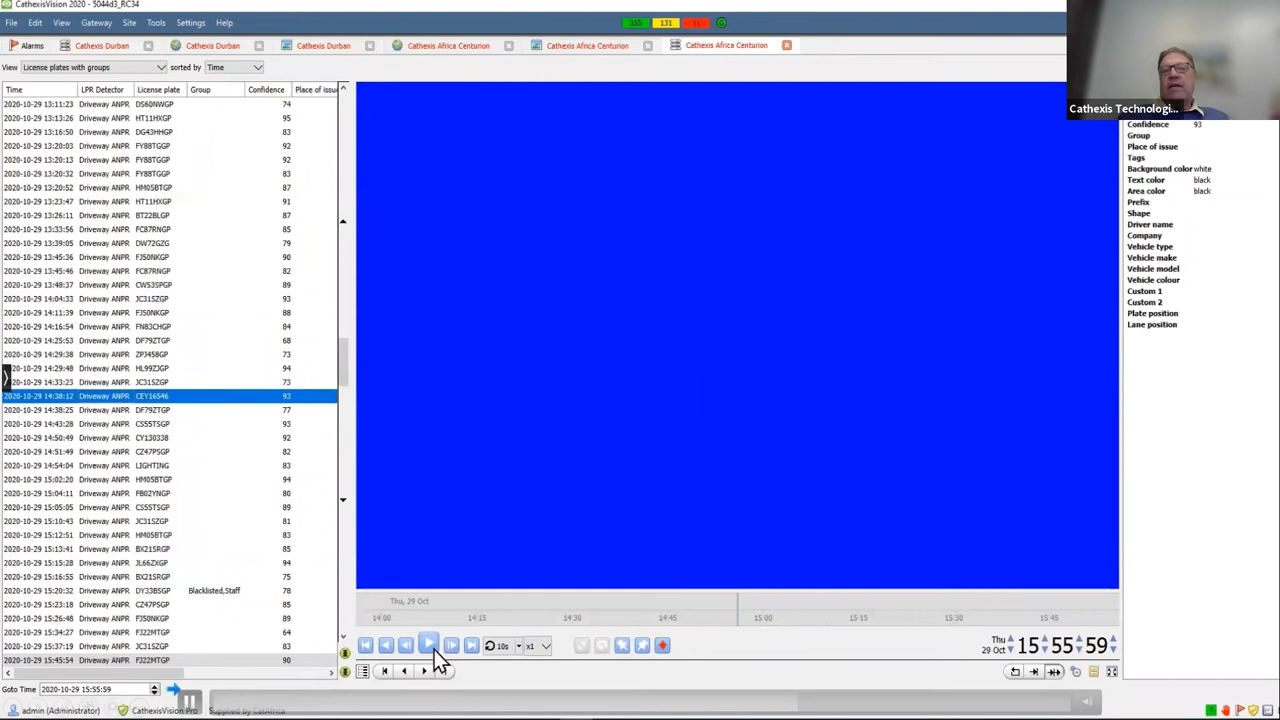 CathexisVision 2020 - 5044d3_RC34
File Edit View Gateway Site Tools Settings Help
355 131
Alarms Cathexis Durban Cathexis Durban Cathexis Durban Cathexis Africa Centurion Cathexis Africa Centurion Cathexis Africa Centurion
View License plates with groups sorted by Time
Time LPR Detector License plate Group Confidence Place of issu
2020-10-29 13:11:23 Driveway ANPR DS60NWGP 74
2020-10-29 13:13:26 Driveway ANPR HT11HXGP 95
2020-10-29 13:16:50 Driveway ANPR DG43HHGP 83
2020-10-29 13:20:03 Driveway ANPR FY88TGGP 92
2020-10-29 13:20:13 Driveway ANPR FY88TGGP 92
2020-10-29 13:20:32 Driveway ANPR FY88TGGP 83
2020-10-29 13:20:52 Driveway ANPR HM05BTGP 87
2020-10-29 13:23:47 Driveway ANPR HT11HXGP 91
2020-10-29 13:26:11 Driveway ANPR BT22BLGP 87
2020-10-29 13:33:56 Driveway ANPR FC87RNGP 85
2020-10-29 13:39:05 Driveway ANPR DW72GZG 79
2020-10-29 13:45:36 Driveway ANPR FJ50NKGP 90
2020-10-29 13:45:46 Driveway ANPR FC87RNGP 82
2020-10-29 13:48:37 Driveway ANPR CW53SPGP 89
2020-10-29 14:04:33 Driveway ANPR JC31SZGP 93
2020-10-29 14:11:39 Driveway ANPR FJ50NKGP 88
2020-10-29 14:16:54 Driveway ANPR FN83CHGP 84
2020-10-29 14:25:53 Driveway ANPR DF79ZTGP 68
2020-10-29 14:29:38 Driveway ANPR ZPJ458GP 73
2020-10-29 14:29:48 Driveway ANPR HL99ZJGP 94
2020-10-29 14:33:23 Driveway ANPR JC31SZGP 73
2020-10-29 14:38:12 Driveway ANPR CEY16546 93
2020-10-29 14:38:25 Driveway ANPR DF79ZTGP 77
2020-10-29 14:43:28 Driveway ANPR CS55TSGP 93
2020-10-29 14:50:49 Driveway ANPR CY130338 92
2020-10-29 14:51:49 Driveway ANPR CZ47PSGP 82
2020-10-29 14:54:04 Driveway ANPR LIGHTING 83
2020-10-29 15:02:20 Driveway ANPR HM05BTGP 94
2020-10-29 15:04:11 Driveway ANPR FB02YNGP 80
2020-10-29 15:05:05 Driveway ANPR CS55TSGP 89
2020-10-29 15:10:43 Driveway ANPR JC31SZGP 81
2020-10-29 15:12:51 Driveway ANPR HM05BTGP 83
2020-10-29 15:13:41 Driveway ANPR BX21SRGP 85
2020-10-29 15:15:28 Driveway ANPR JL66ZXGP 94
2020-10-29 15:16:55 Driveway ANPR BX21SRGP 75
2020-10-29 15:20:32 Driveway ANPR DY33BSGP Blacklisted,Staff 78
2020-10-29 15:23:18 Driveway ANPR CZ47PSGP 85
2020-10-29 15:26:48 Driveway ANPR FJ50NKGP 89
2020-10-29 15:34:27 Driveway ANPR FJ22MTGP 64
2020-10-29 15:37:19 Driveway ANPR JC31SZGP 83
2020-10-29 15:45:54 Driveway ANPR FJ22MTGP 90
Goto Time 2020-10-29 15:55:59
admin (Administrator) CathexisVision Pro Supplied by CatAfrica
Thu, 29 Oct
14:00 14:15 14:30 14:45 15:00 15:15 15:30 15:45
10s x1
Thu 29 Oct 15 55 59
Cathexis Technologi...
Confidence 93
Group
Place of issue
Tags
Background color white
Text color black
Area color black
Prefix
Shape
Driver name
Company
Vehicle type
Vehicle make
Vehicle model
Vehicle colour
Custom 1
Custom 2
Plate position
Lane position